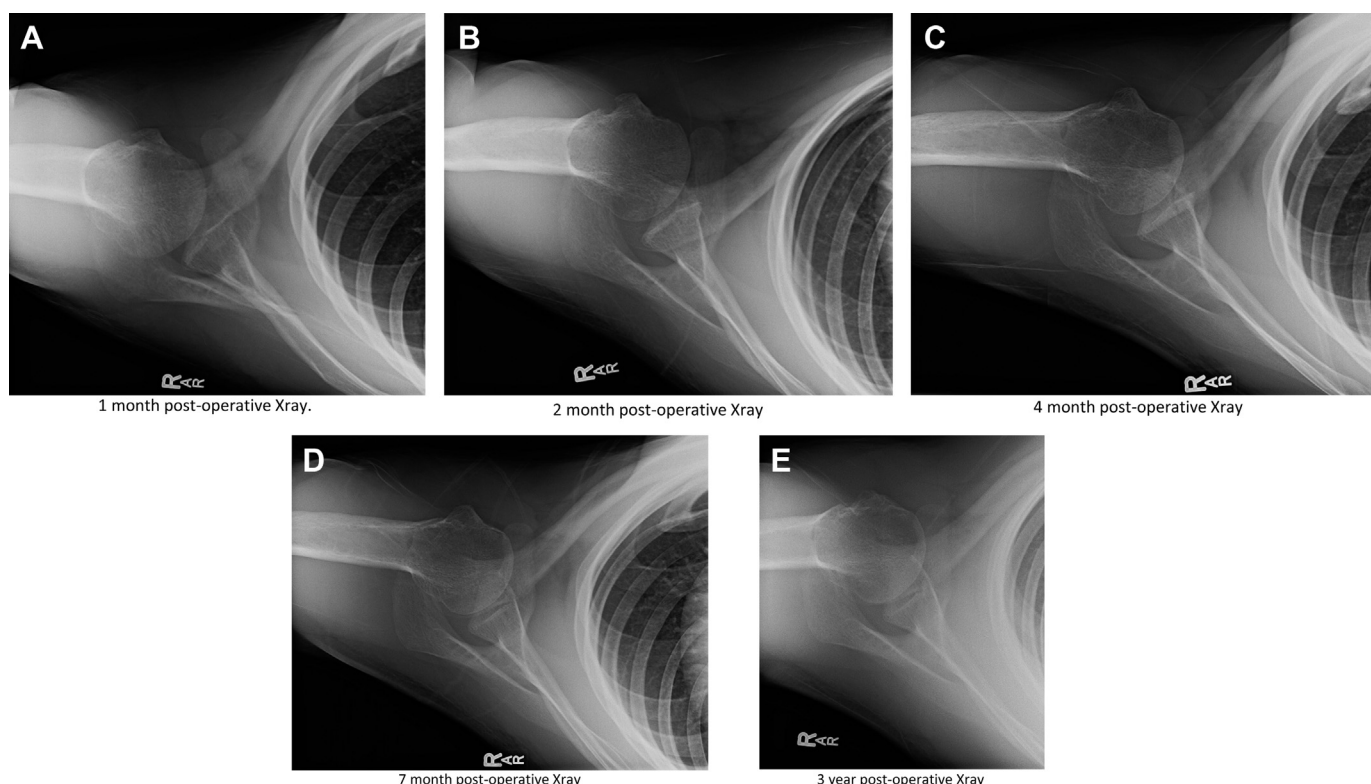 A
B
C
R A R
R A R
R A R
1 month post-operative Xray.
2 month post-operative Xray
4 month post-operative Xray
D
E
R A R
R A R
7 month post-operative Xray
3 year post-operative Xray